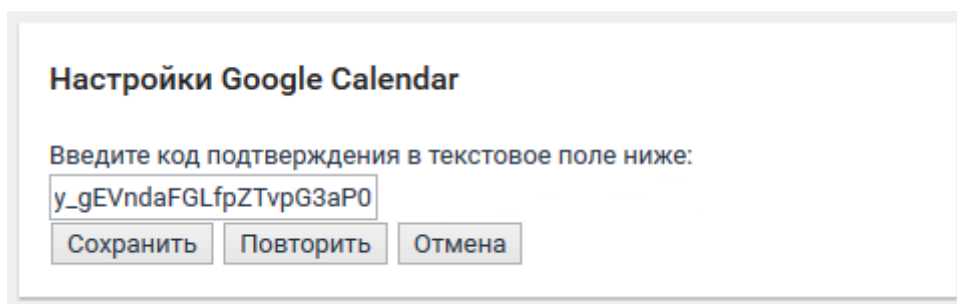 Настройки Google Calendar
Введите код подтверждения в текстовое поле ниже:
y_gEVndaFGLfpZTvpG3aP0
Сохранить Повторить Отмена